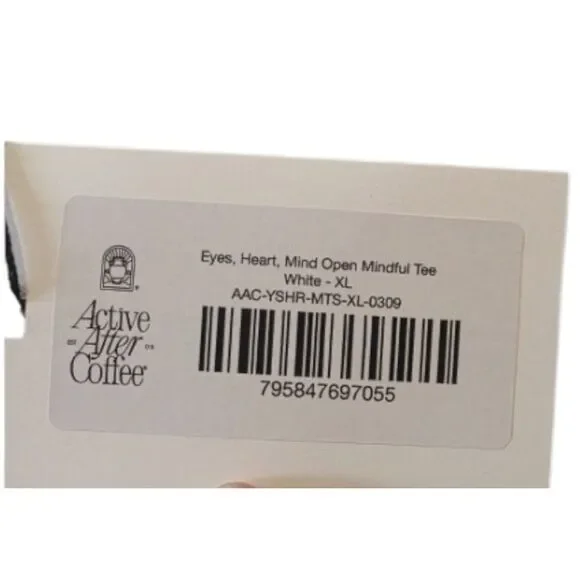 Eyes, Heart, Mind Open Mindful Tee
White - XL
AAC-YSHR-MTS-XL-0309
795847697055
Active
After
Coffee